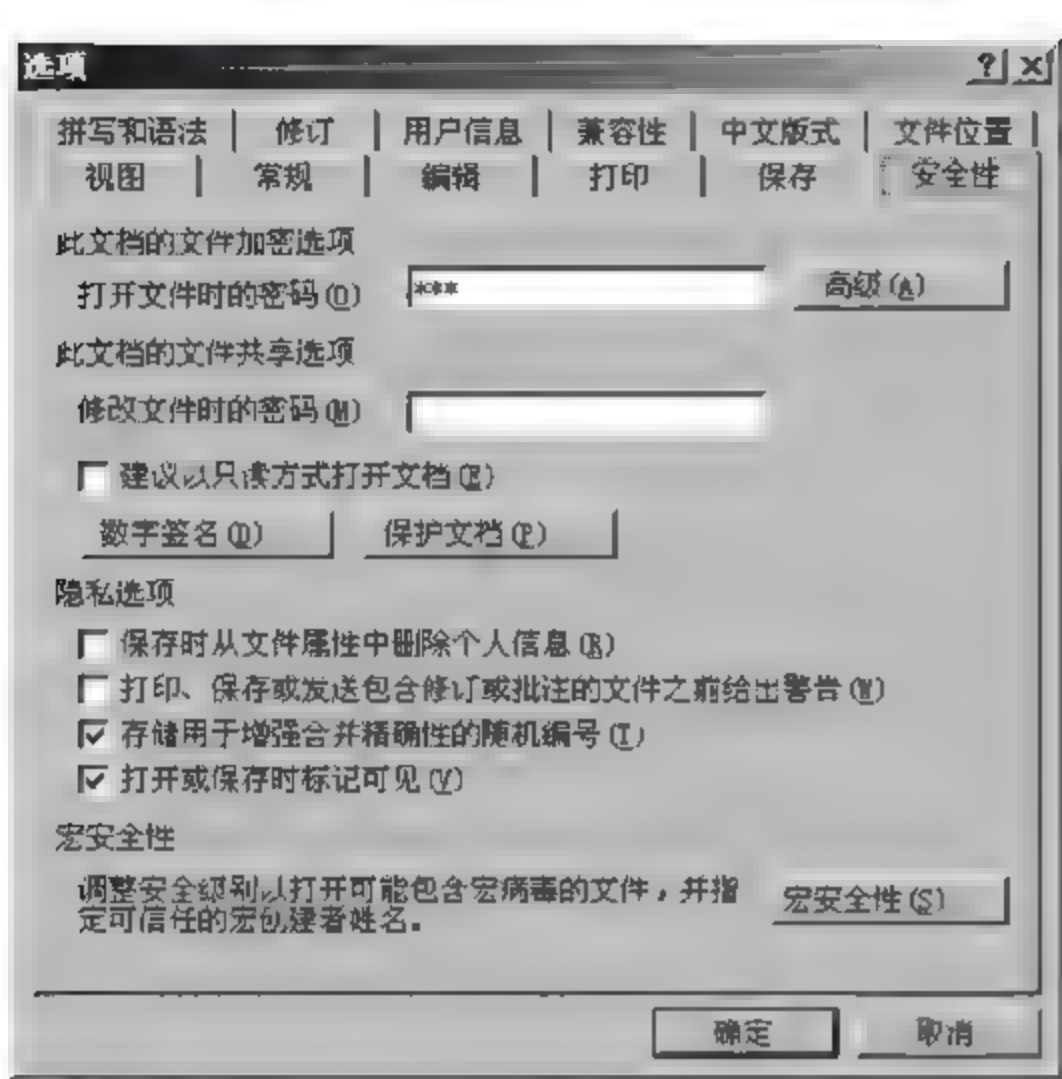 选项
拼写和语法 修订 用户信息 兼容性 中文版式 文件位置
视图 常规 编辑 打印 保存 安全性
此文档的文件加密选项
打开文件时的密码(O) *** 高级(A)
此文档的文件共享选项
修改文件时的密码(M)
建议以只读方式打开文档(E)
数字签名(D) 保护文档(P)
隐私选项
保存时从文件属性中删除个人信息(R)
打印、保存或发送包含修订或批注的文件之前给出警告(W)
存储用于增强合并精确性的随机编号(T)
打开或保存时标记可见(V)
宏安全性
调整安全级别以打开可能包含宏病毒的文件，并指
定可信任的宏创建者姓名。 宏安全性(S)
确定 取消